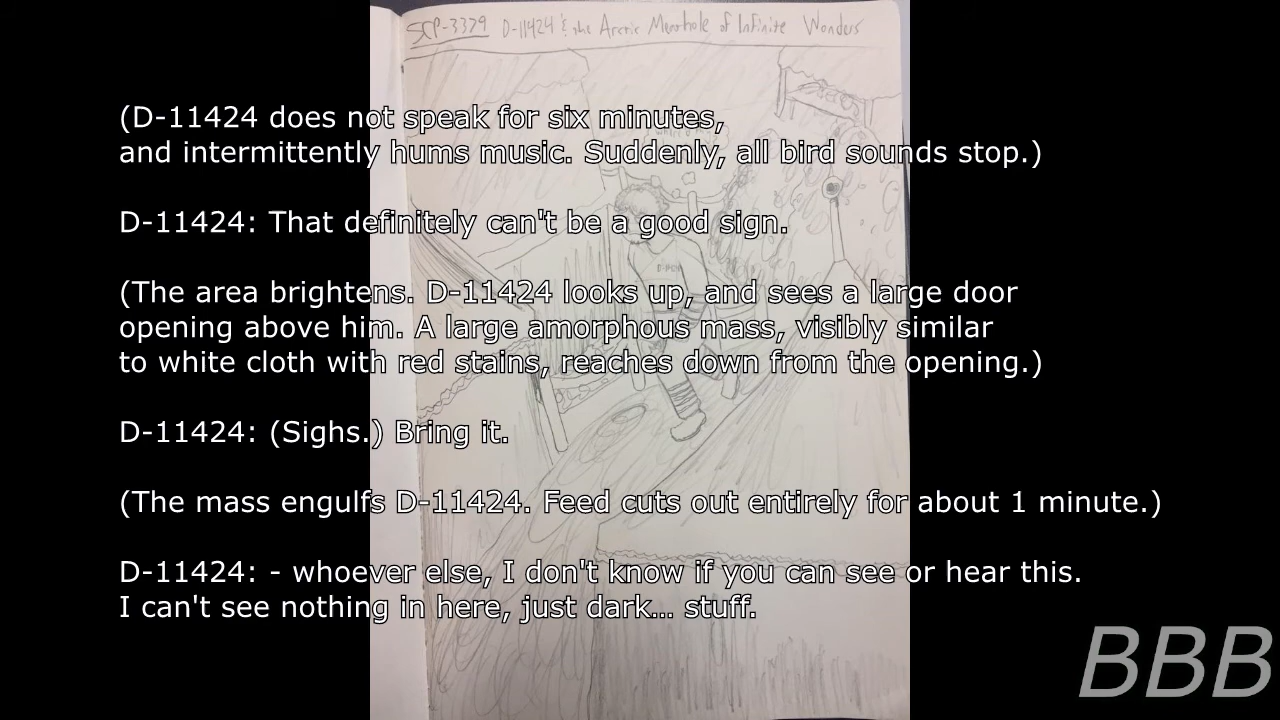 SCP-3379 D-11424 & the Arctic Menthole of Infinite Wonders
(D-11424 does not speak for six minutes,
and intermittently hums music. Suddenly, all bird sounds stop.)
D-11424: That definitely can't be a good sign.
(The area brightens. D-11424 looks up, and sees a large door
opening above him. A large amorphous mass, visibly similar
to white cloth with red stains, reaches down from the opening.)
D-11424: (Sighs.) Bring it.
(The mass engulfs D-11424. Feed cuts out entirely for about 1 minute.)
D-11424: - whoever else, I don't know if you can see or hear this.
I can't see nothing in here, just dark... stuff.
BBB